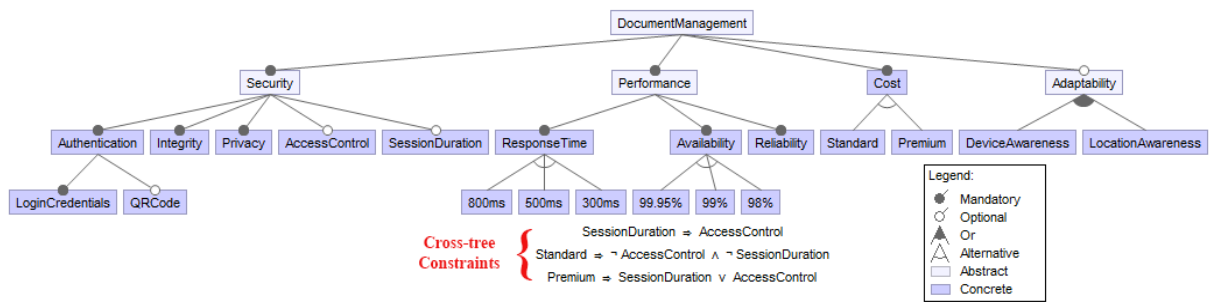 DocumentManagement
Security Performance Cost Adaptability
Authentication Integrity Privacy AccessControl SessionDuration ResponseTime Availability Reliability Standard Premium DeviceAwareness LocationAwareness
LoginCredentials QRCode 800ms 500ms 300ms 99.95% 99% 98%
Legend:
Mandatory
Optional
Or
Alternative
Abstract
Concrete
Cross-tree
Constraints
SessionDuration ⇒ AccessControl
Standard ⇒ ¬ AccessControl ∧ ¬ SessionDuration
Premium ⇒ SessionDuration ∨ AccessControl